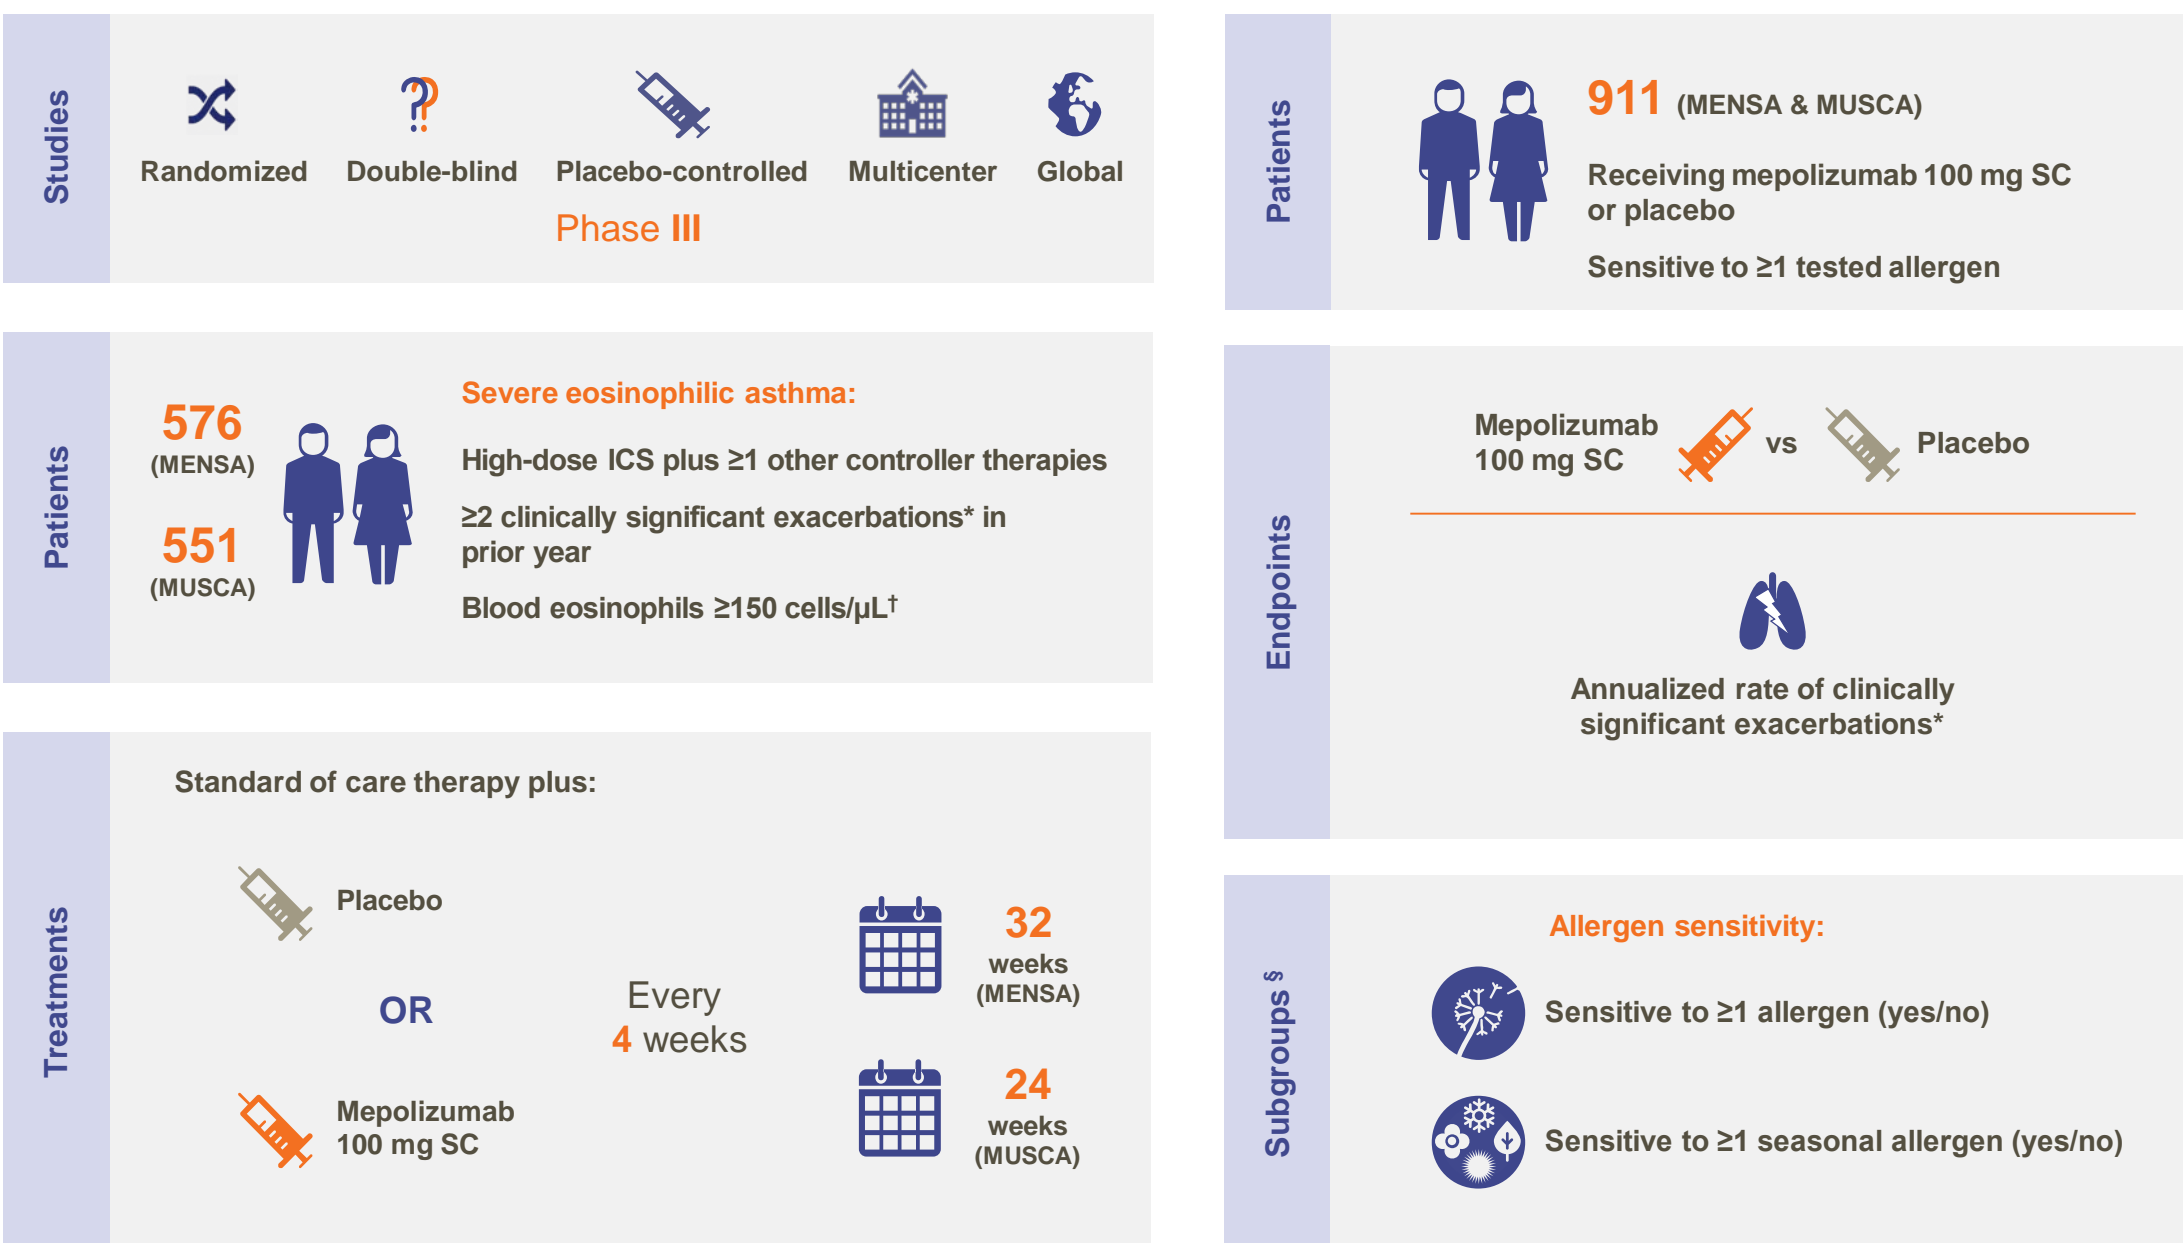 Studies
Randomized
Double-blind
Placebo-controlled
Multicenter
Global
Phase III
Patients
576
(MENSA)
551
(MUSCA)
Severe eosinophilic asthma:
High-dose ICS plus ≥1 other controller therapies
≥2 clinically significant exacerbations* in
prior year
Blood eosinophils ≥150 cells/µL†
Treatments
Standard of care therapy plus:
Placebo
OR
Mepolizumab
100 mg SC
Every
4 weeks
32
weeks
(MENSA)
24
weeks
(MUSCA)
Patients
911 (MENSA & MUSCA)
Receiving mepolizumab 100 mg SC
or placebo
Sensitive to ≥1 tested allergen
Endpoints
Mepolizumab
100 mg SC
vs
Placebo
Annualized rate of clinically
significant exacerbations*
Subgroups §
Allergen sensitivity:
Sensitive to ≥1 allergen (yes/no)
Sensitive to ≥1 seasonal allergen (yes/no)